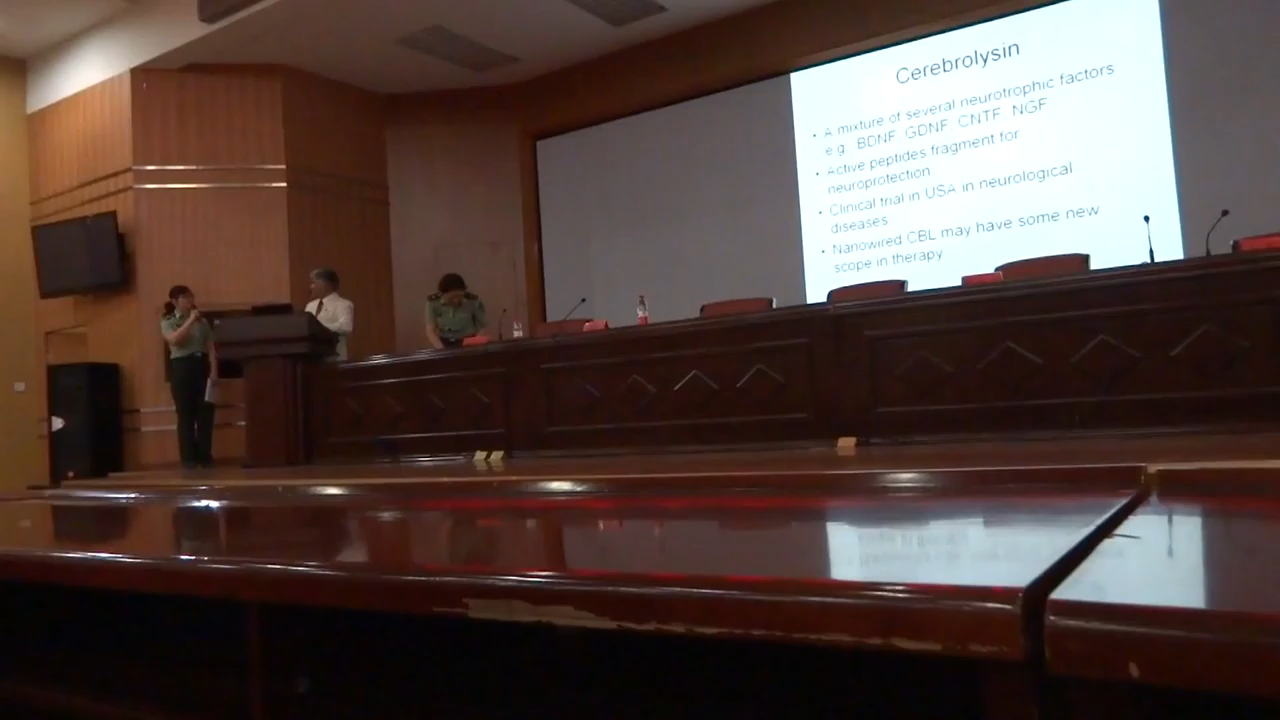 Cerebrolysin
• A mixture of several neurotrophic factors
e.g. BDNF, GDNF, CNTF, NGF
• Active peptides fragment for
neuroprotection
• Clinical trial in USA in neurological
diseases
• Nanowired CBL may have some new
scope in therapy